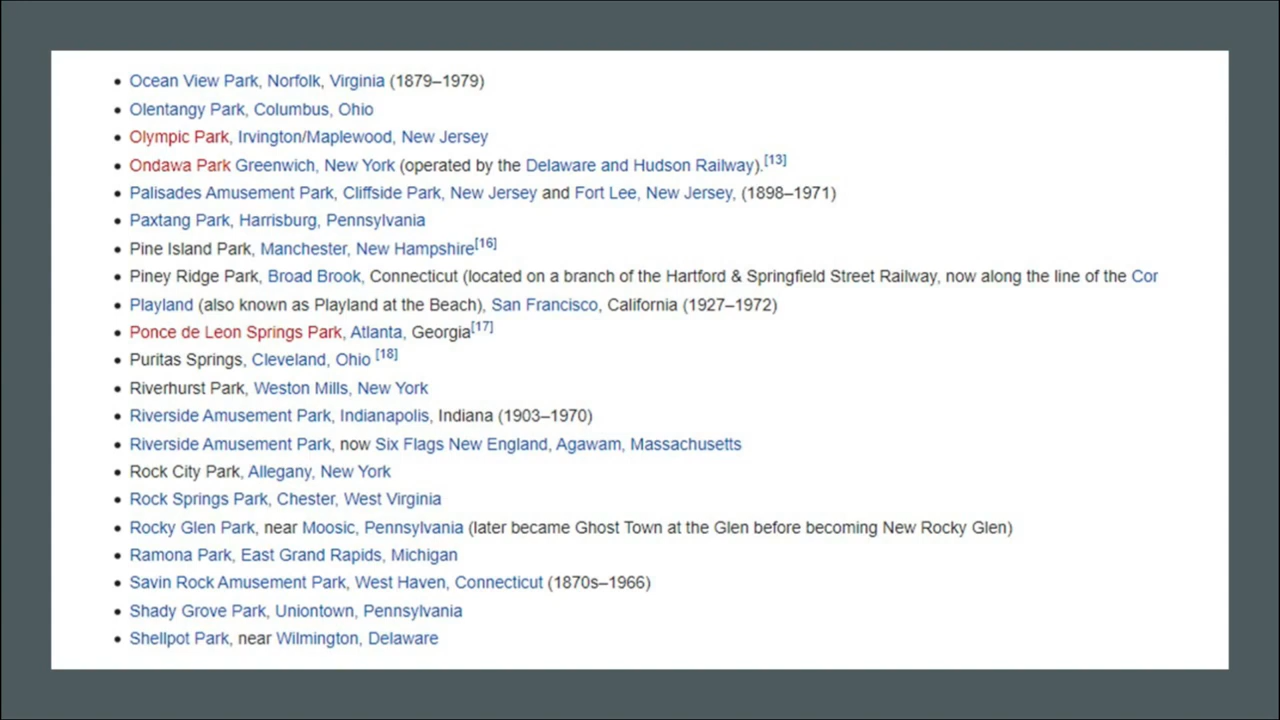 • Ocean View Park, Norfolk, Virginia (1879–1979)
• Olentangy Park, Columbus, Ohio
• Olympic Park, Irvington/Maplewood, New Jersey
• Ondawa Park Greenwich, New York (operated by the Delaware and Hudson Railway).[13]
• Palisades Amusement Park, Cliffside Park, New Jersey and Fort Lee, New Jersey, (1898–1971)
• Paxtang Park, Harrisburg, Pennsylvania
• Pine Island Park, Manchester, New Hampshire[16]
• Piney Ridge Park, Broad Brook, Connecticut (located on a branch of the Hartford & Springfield Street Railway, now along the line of the Cor
• Playland (also known as Playland at the Beach), San Francisco, California (1927–1972)
• Ponce de Leon Springs Park, Atlanta, Georgia[17]
• Puritas Springs, Cleveland, Ohio [18]
• Riverhurst Park, Weston Mills, New York
• Riverside Amusement Park, Indianapolis, Indiana (1903–1970)
• Riverside Amusement Park, now Six Flags New England, Agawam, Massachusetts
• Rock City Park, Allegany, New York
• Rock Springs Park, Chester, West Virginia
• Rocky Glen Park, near Moosic, Pennsylvania (later became Ghost Town at the Glen before becoming New Rocky Glen)
• Ramona Park, East Grand Rapids, Michigan
• Savin Rock Amusement Park, West Haven, Connecticut (1870s–1966)
• Shady Grove Park, Uniontown, Pennsylvania
• Shellpot Park, near Wilmington, Delaware